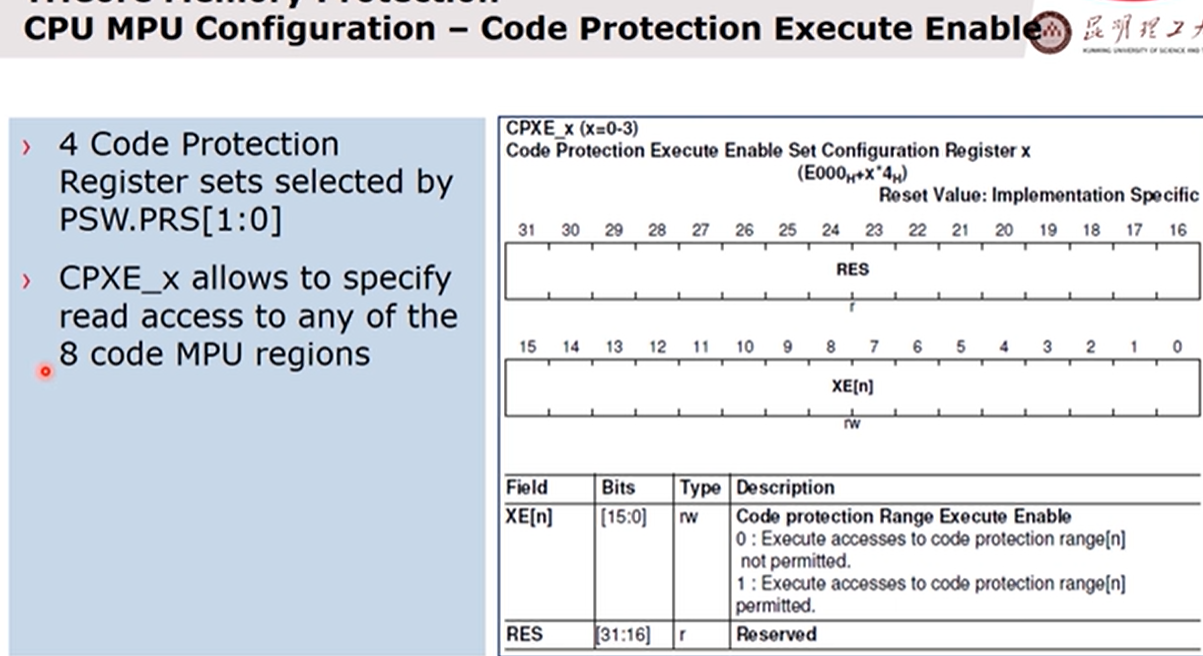 TriCore Memory Protection
CPU MPU Configuration – Code Protection Execute Enable
昆明理工大
KUNMING UNIVERSITY OF SCIENCE AND
› 4 Code Protection
Register sets selected by
PSW.PRS[1:0]
› CPXE_x allows to specify
read access to any of the
8 code MPU regions
CPXE_x (x=0-3)
Code Protection Execute Enable Set Configuration Register x
(E000H+x*4H)
Reset Value: Implementation Specific
31 30 29 28 27 26 25 24 23 22 21 20 19 18 17 16
RES
r
15 14 13 12 11 10 9 8 7 6 5 4 3 2 1 0
XE[n]
rw
Field Bits Type Description
XE[n] [15:0] rw Code protection Range Execute Enable
0 : Execute accesses to code protection range[n]
not permitted.
1 : Execute accesses to code protection range[n]
permitted.
RES [31:16] r Reserved